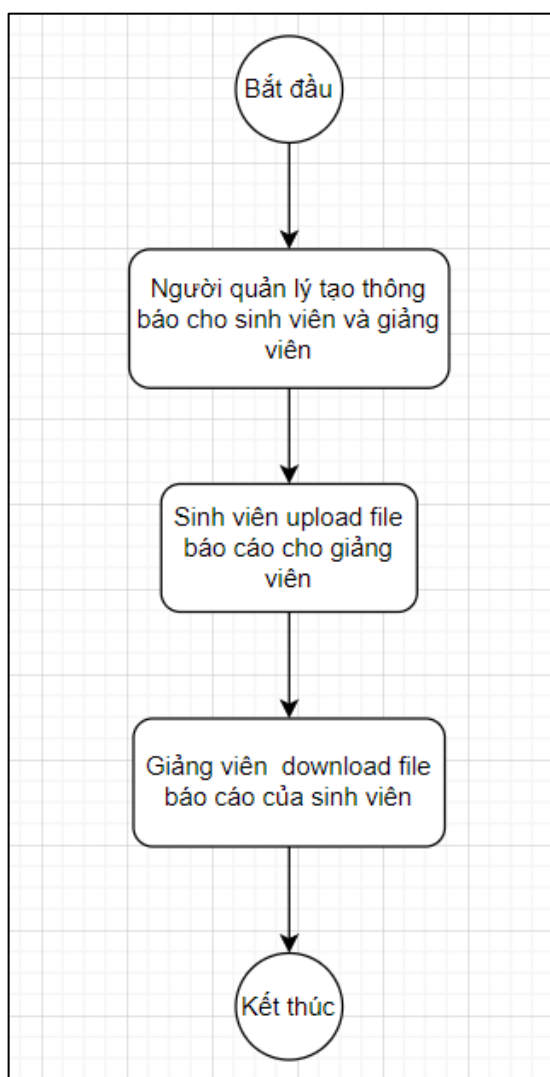 Bắt đầu
Người quản lý tạo thông
báo cho sinh viên và giảng
viên
Sinh viên upload file
báo cáo cho giảng
viên
Giảng viên  download file
báo cáo của sinh viên
Kết thúc